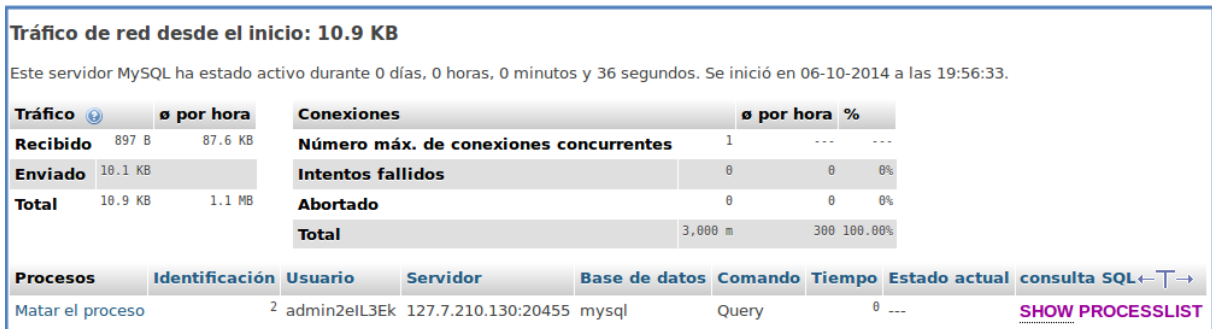 Tráfico de red desde el inicio: 10.9 KB
Este servidor MySQL ha estado activo durante 0 días, 0 horas, 0 minutos y 36 segundos. Se inició en 06-10-2014 a las 19:56:33.
Tráfico ø por hora
Recibido 897 B 87.6 KB
Enviado 10.1 KB
Total 10.9 KB 1.1 MB
Conexiones ø por hora %
Número máx. de conexiones concurrentes 1 --- ---
Intentos fallidos 0 0 0%
Abortado 0 0 0%
Total 3,000 m 300 100.00%
Procesos Identificación Usuario Servidor Base de datos Comando Tiempo Estado actual consulta SQL←T→
Matar el proceso 2 admin2eIL3Ek 127.7.210.130:20455 mysql Query 0 --- SHOW PROCESSLIST